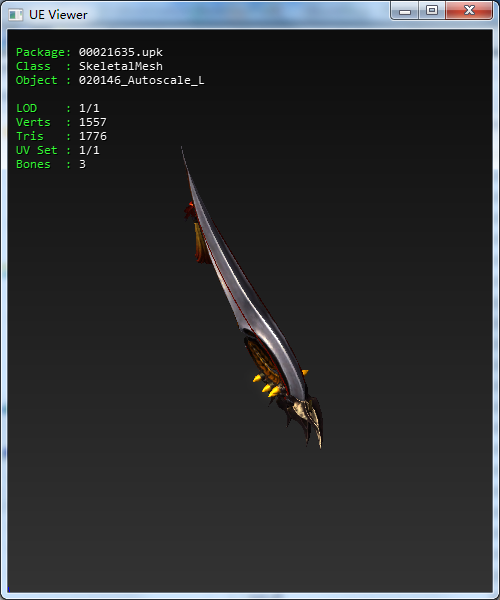 UE Viewer
Package: 00021635.upk
Class : SkeletalMesh
Object : 020146_Autoscale_L
LOD : 1/1
Verts : 1557
Tris : 1776
UV Set : 1/1
Bones : 3